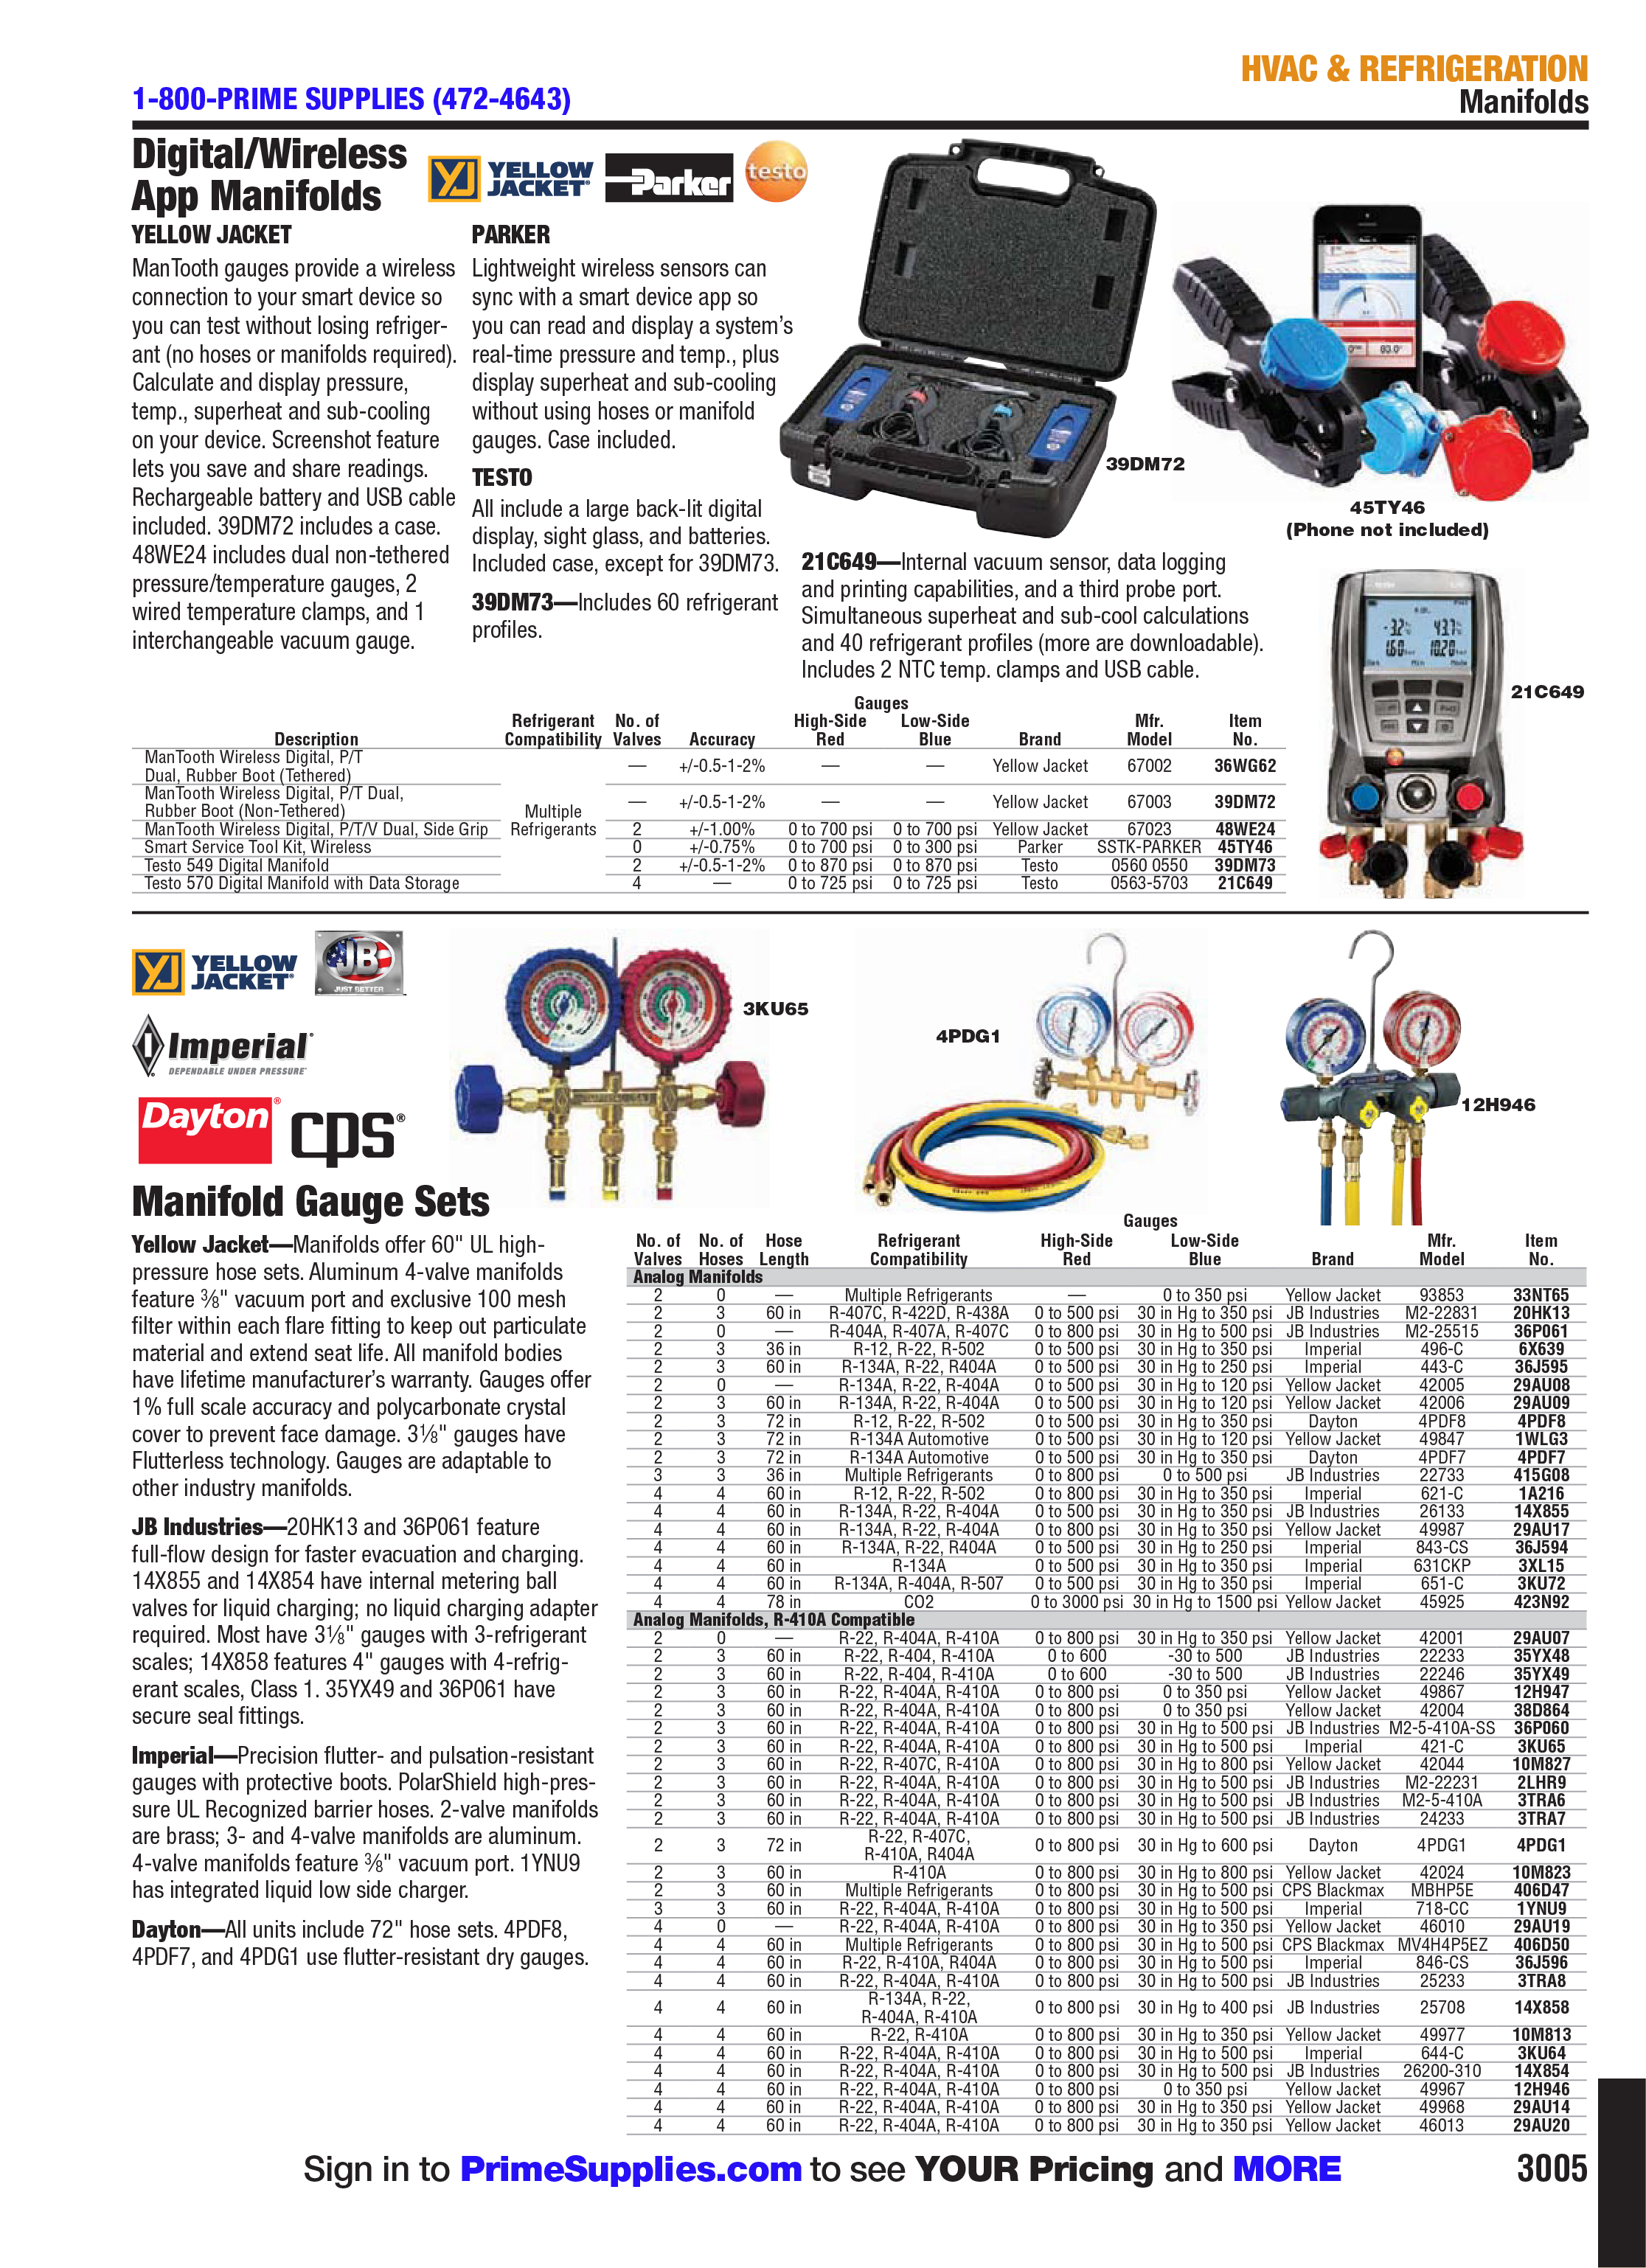 HVAC & REFRIGERATION
1-800-PRIME SUPPLIES (472-4643)
Manifolds
Digital/Wireless
App Manifolds
YELLOW
JACKET
Parker
testo
YELLOW JACKET
ManTooth gauges provide a wireless
connection to your smart device so
you can test without losing refriger-
ant (no hoses or manifolds required).
Calculate and display pressure,
temp., superheat and sub-cooling
on your device. Screenshot feature
lets you save and share readings.
Rechargeable battery and USB cable
included. 39DM72 includes a case.
48WE24 includes dual non-tethered
pressure/temperature gauges, 2
wired temperature clamps, and 1
interchangeable vacuum gauge.
PARKER
Lightweight wireless sensors can
sync with a smart device app so
you can read and display a system's
real-time pressure and temp., plus
display superheat and sub-cooling
without using hoses or manifold
gauges. Case included.
TESTO
All include a large back-lit digital
display, sight glass, and batteries.
Included case, except for 39DM73.
39DM73—Includes 60 refrigerant
profiles.
39DM72
45TY46
(Phone not included)
21C649—Internal vacuum sensor, data logging
and printing capabilities, and a third probe port.
Simultaneous superheat and sub-cool calculations
and 40 refrigerant profiles (more are downloadable).
Includes 2 NTC temp. clamps and USB cable.
21C649
Gauges
Refrigerant No. of High-Side Low-Side Mfr. Item
Description Compatibility Valves Accuracy Red Blue Brand Model No.
ManTooth Wireless Digital, P/T
Dual, Rubber Boot (Tethered) — +/-0.5-1-2% — — Yellow Jacket 67002 36WG62
ManTooth Wireless Digital, P/T Dual,
Rubber Boot (Non-Tethered) — +/-0.5-1-2% — — Yellow Jacket 67003 39DM72
Multiple
Refrigerants
ManTooth Wireless Digital, P/T/V Dual, Side Grip 2 +/-1.00% 0 to 700 psi 0 to 700 psi Yellow Jacket 67023 48WE24
Smart Service Tool Kit, Wireless 0 +/-0.75% 0 to 700 psi 0 to 300 psi Parker SSTK-PARKER 45TY46
Testo 549 Digital Manifold 2 +/-0.5-1-2% 0 to 870 psi 0 to 870 psi Testo 0560 0550 39DM73
Testo 570 Digital Manifold with Data Storage 4 — 0 to 725 psi 0 to 725 psi Testo 0563-5703 21C649
YELLOW
JACKET
JB
JUST BETTER
Imperial
DEPENDABLE UNDER PRESSURE
Dayton®
cps®
3KU65
4PDG1
12H946
Manifold Gauge Sets
Yellow Jacket—Manifolds offer 60" UL high-
pressure hose sets. Aluminum 4-valve manifolds
feature ⅜" vacuum port and exclusive 100 mesh
filter within each flare fitting to keep out particulate
material and extend seat life. All manifold bodies
have lifetime manufacturer's warranty. Gauges offer
1% full scale accuracy and polycarbonate crystal
cover to prevent face damage. 3⅛" gauges have
Flutterless technology. Gauges are adaptable to
other industry manifolds.
JB Industries—20HK13 and 36P061 feature
full-flow design for faster evacuation and charging.
14X855 and 14X854 have internal metering ball
valves for liquid charging; no liquid charging adapter
required. Most have 3⅛" gauges with 3-refrigerant
scales; 14X858 features 4" gauges with 4-refrig-
erant scales, Class 1. 35YX49 and 36P061 have
secure seal fittings.
Imperial—Precision flutter- and pulsation-resistant
gauges with protective boots. PolarShield high-pres-
sure UL Recognized barrier hoses. 2-valve manifolds
are brass; 3- and 4-valve manifolds are aluminum.
4-valve manifolds feature ⅜" vacuum port. 1YNU9
has integrated liquid low side charger.
Dayton—All units include 72" hose sets. 4PDF8,
4PDF7, and 4PDG1 use flutter-resistant dry gauges.
Gauges
No. of No. of Hose Refrigerant High-Side Low-Side Mfr. Item
Valves Hoses Length Compatibility Red Blue Brand Model No.
Analog Manifolds
2 0 — Multiple Refrigerants — 0 to 350 psi Yellow Jacket 93853 33NT65
2 3 60 in R-407C, R-422D, R-438A 0 to 500 psi 30 in Hg to 350 psi JB Industries M2-22831 20HK13
2 0 — R-404A, R-407A, R-407C 0 to 800 psi 30 in Hg to 500 psi JB Industries M2-25515 36P061
2 3 36 in R-12, R-22, R-502 0 to 500 psi 30 in Hg to 350 psi Imperial 496-C 6X639
2 3 60 in R-134A, R-22, R404A 0 to 500 psi 30 in Hg to 250 psi Imperial 443-C 36J595
2 0 — R-134A, R-22, R-404A 0 to 500 psi 30 in Hg to 120 psi Yellow Jacket 42005 29AU08
2 3 60 in R-134A, R-22, R-404A 0 to 500 psi 30 in Hg to 120 psi Yellow Jacket 42006 29AU09
2 3 72 in R-12, R-22, R-502 0 to 500 psi 30 in Hg to 350 psi Dayton 4PDF8 4PDF8
2 3 72 in R-134A Automotive 0 to 500 psi 30 in Hg to 120 psi Yellow Jacket 49847 1WLG3
2 3 72 in R-134A Automotive 0 to 500 psi 30 in Hg to 350 psi Dayton 4PDF7 4PDF7
3 3 36 in Multiple Refrigerants 0 to 800 psi 0 to 500 psi JB Industries 22733 415G08
4 4 60 in R-12, R-22, R-502 0 to 800 psi 30 in Hg to 350 psi Imperial 621-C 1A216
4 4 60 in R-134A, R-22, R-404A 0 to 500 psi 30 in Hg to 350 psi JB Industries 26133 14X855
4 4 60 in R-134A, R-22, R-404A 0 to 800 psi 30 in Hg to 350 psi Yellow Jacket 49987 29AU17
4 4 60 in R-134A, R-22, R404A 0 to 500 psi 30 in Hg to 250 psi Imperial 843-CS 36J594
4 4 60 in R-134A 0 to 500 psi 30 in Hg to 350 psi Imperial 631CKP 3XL15
4 4 60 in R-134A, R-404A, R-507 0 to 500 psi 30 in Hg to 350 psi Imperial 651-C 3KU72
4 4 78 in CO2 0 to 3000 psi 30 in Hg to 1500 psi Yellow Jacket 45925 423N92
Analog Manifolds, R-410A Compatible
2 0 — R-22, R-404A, R-410A 0 to 800 psi 30 in Hg to 350 psi Yellow Jacket 42001 29AU07
2 3 60 in R-22, R-404, R-410A 0 to 600 -30 to 500 JB Industries 22233 35YX48
2 3 60 in R-22, R-404, R-410A 0 to 600 -30 to 500 JB Industries 22246 35YX49
2 3 60 in R-22, R-404A, R-410A 0 to 800 psi 0 to 350 psi Yellow Jacket 49867 12H947
2 3 60 in R-22, R-404A, R-410A 0 to 800 psi 0 to 350 psi Yellow Jacket 42004 38D864
2 3 60 in R-22, R-404A, R-410A 0 to 800 psi 30 in Hg to 500 psi JB Industries M2-5-410A-SS 36P060
2 3 60 in R-22, R-404A, R-410A 0 to 800 psi 30 in Hg to 500 psi Imperial 421-C 3KU65
2 3 60 in R-22, R-407C, R-410A 0 to 800 psi 30 in Hg to 800 psi Yellow Jacket 42044 10M827
2 3 60 in R-22, R-404A, R-410A 0 to 800 psi 30 in Hg to 500 psi JB Industries M2-22231 2LHR9
2 3 60 in R-22, R-404A, R-410A 0 to 800 psi 30 in Hg to 500 psi JB Industries M2-5-410A 3TRA6
2 3 60 in R-22, R-404A, R-410A 0 to 800 psi 30 in Hg to 500 psi JB Industries 24233 3TRA7
2 3 72 in R-22, R-407C,
R-410A, R404A 0 to 800 psi 30 in Hg to 600 psi Dayton 4PDG1 4PDG1
2 3 60 in R-410A 0 to 800 psi 30 in Hg to 800 psi Yellow Jacket 42024 10M823
2 3 60 in Multiple Refrigerants 0 to 800 psi 30 in Hg to 500 psi CPS Blackmax MBHP5E 406D47
3 3 60 in R-22, R-404A, R-410A 0 to 800 psi 30 in Hg to 500 psi Imperial 718-CC 1YNU9
4 0 — R-22, R-404A, R-410A 0 to 800 psi 30 in Hg to 350 psi Yellow Jacket 46010 29AU19
4 4 60 in Multiple Refrigerants 0 to 800 psi 30 in Hg to 500 psi CPS Blackmax MV4H4P5EZ 406D50
4 4 60 in R-22, R-410A, R404A 0 to 800 psi 30 in Hg to 500 psi Imperial 846-CS 36J596
4 4 60 in R-22, R-404A, R-410A 0 to 800 psi 30 in Hg to 500 psi JB Industries 25233 3TRA8
4 4 60 in R-134A, R-22,
R-404A, R-410A 0 to 800 psi 30 in Hg to 400 psi JB Industries 25708 14X858
4 4 60 in R-22, R-410A 0 to 800 psi 30 in Hg to 350 psi Yellow Jacket 49977 10M813
4 4 60 in R-22, R-404A, R-410A 0 to 800 psi 30 in Hg to 500 psi Imperial 644-C 3KU64
4 4 60 in R-22, R-404A, R-410A 0 to 800 psi 30 in Hg to 500 psi JB Industries 26200-310 14X854
4 4 60 in R-22, R-404A, R-410A 0 to 800 psi 0 to 350 psi Yellow Jacket 49967 12H946
4 4 60 in R-22, R-404A, R-410A 0 to 800 psi 30 in Hg to 350 psi Yellow Jacket 49968 29AU14
4 4 60 in R-22, R-404A, R-410A 0 to 800 psi 30 in Hg to 350 psi Yellow Jacket 46013 29AU20
Sign in to PrimeSupplies.com to see YOUR Pricing and MORE
3005